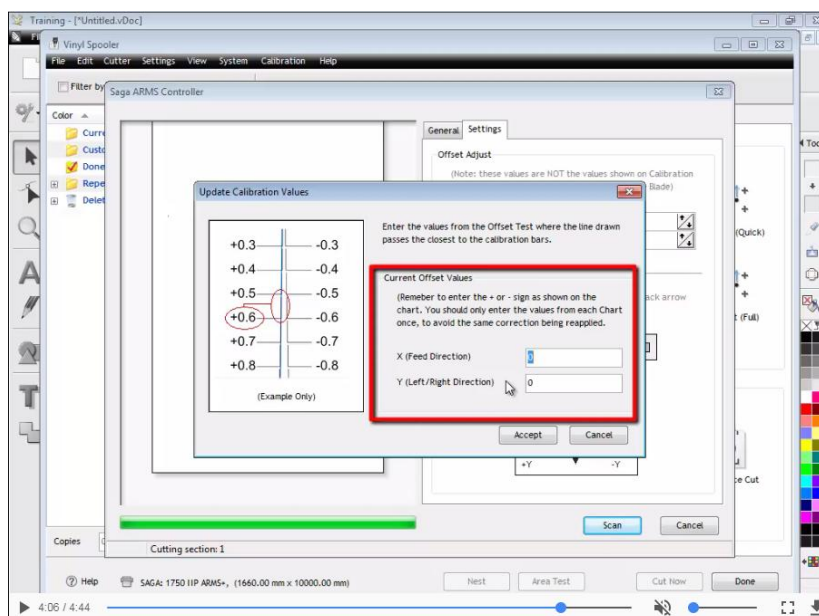 Training - [*Untitled.vDoc]
Vinyl Spooler
File Edit Cutter Settings View System Calibration Help
Filter by
Saga ARMS Controller
Color
General Settings
Curre
Custo
Done
Repe
Delet
Offset Adjust
(Note: these values are NOT the values shown on Calibration
Blade)
Update Calibration Values
Enter the values from the Offset Test where the line drawn
passes the closest to the calibration bars.
+0.3 -0.3
+0.4 -0.4
+0.5 -0.5
+0.6 -0.6
+0.7 -0.7
+0.8 -0.8
(Example Only)
Current Offset Values
(Remeber to enter the + or - sign as shown on the
chart. You should only enter the values from each Chart
once, to avoid the same correction being reapplied.
X (Feed Direction) 0
Y (Left/Right Direction) 0
Accept Cancel
(Quick)
ack arrow
t (Full)
+Y -Y
ce Cut
Scan Cancel
Cutting section: 1
Copies
Help SAGA: 1750 IIP ARMS+, (1660.00 mm x 10000.00 mm) Nest Area Test Cut Now Done
4:06 / 4:44